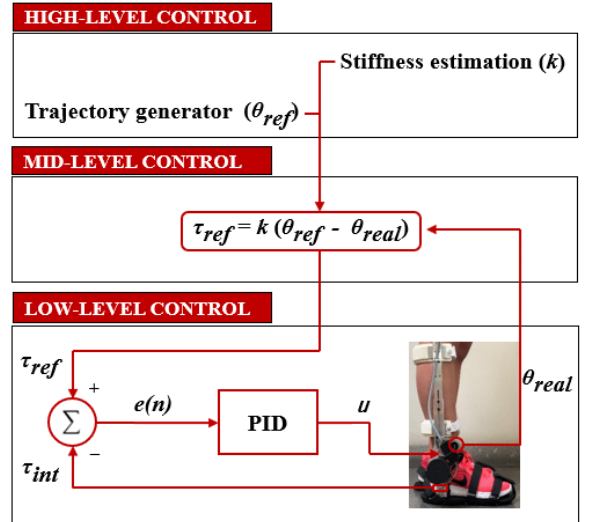 HIGH-LEVEL CONTROL
Stiffness estimation (k)
Trajectory generator (θref)
MID-LEVEL CONTROL
τref = k (θref - θreal)
LOW-LEVEL CONTROL
τref
+
e(n)
Σ
PID
u
θreal
−
τint